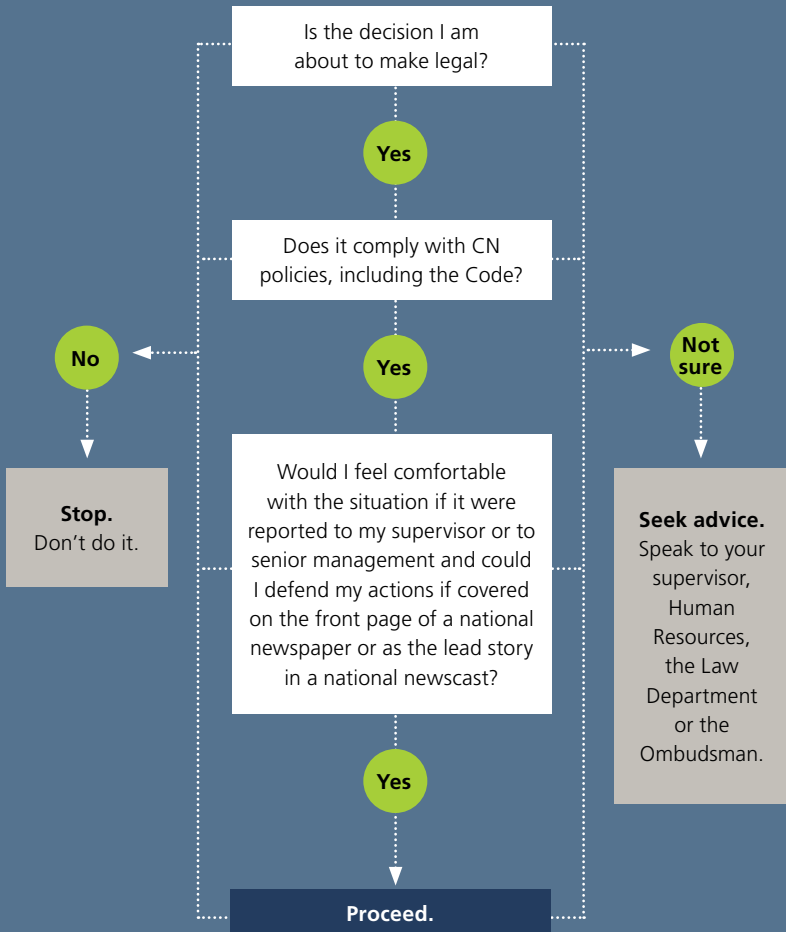 Is the decision I am
about to make legal?
Yes
Does it comply with CN
policies, including the Code?
No
Yes
Not
sure
Would I feel comfortable
with the situation if it were
reported to my supervisor or to
senior management and could
I defend my actions if covered
on the front page of a national
newspaper or as the lead story
in a national newscast?
Stop.
Don't do it.
Seek advice.
Speak to your
supervisor,
Human
Resources,
the Law
Department
or the
Ombudsman.
Yes
Proceed.